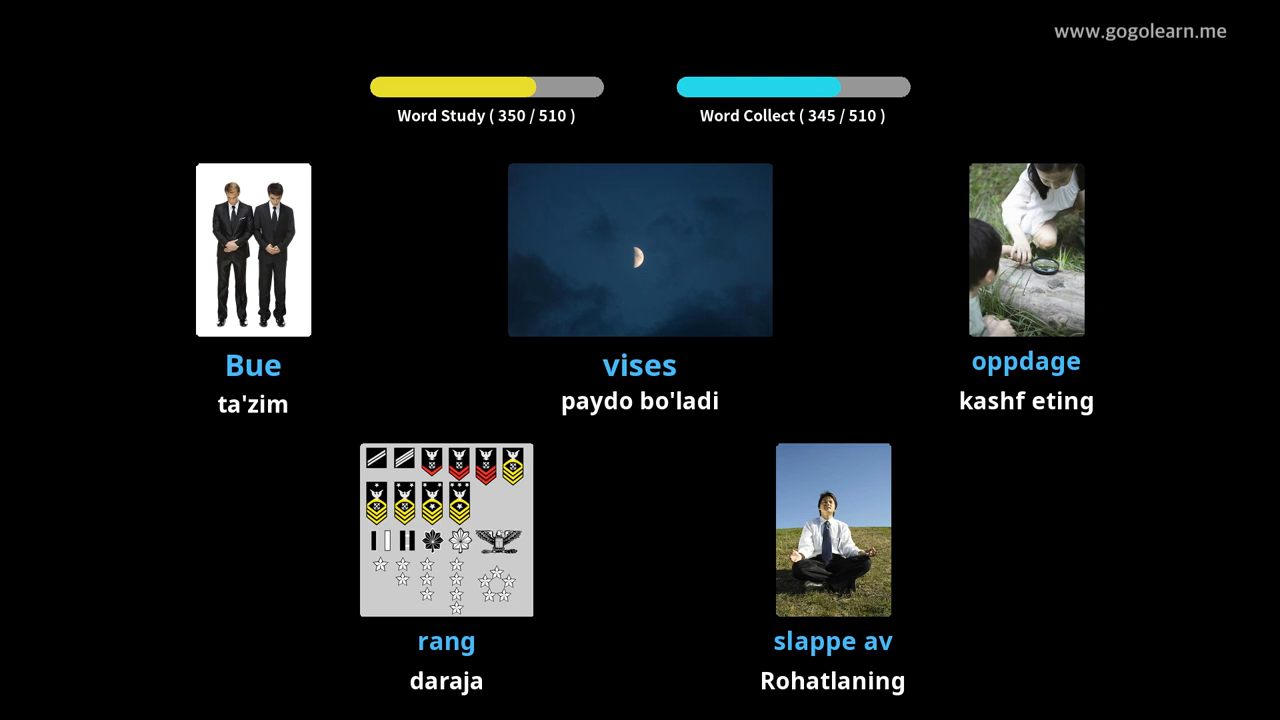 www.gogolearn.me
Word Study ( 350 / 510 )
Word Collect ( 345 / 510 )
Bue
ta'zim
vises
paydo bo'ladi
oppdage
kashf eting
rang
daraja
slappe av
Rohatlaning